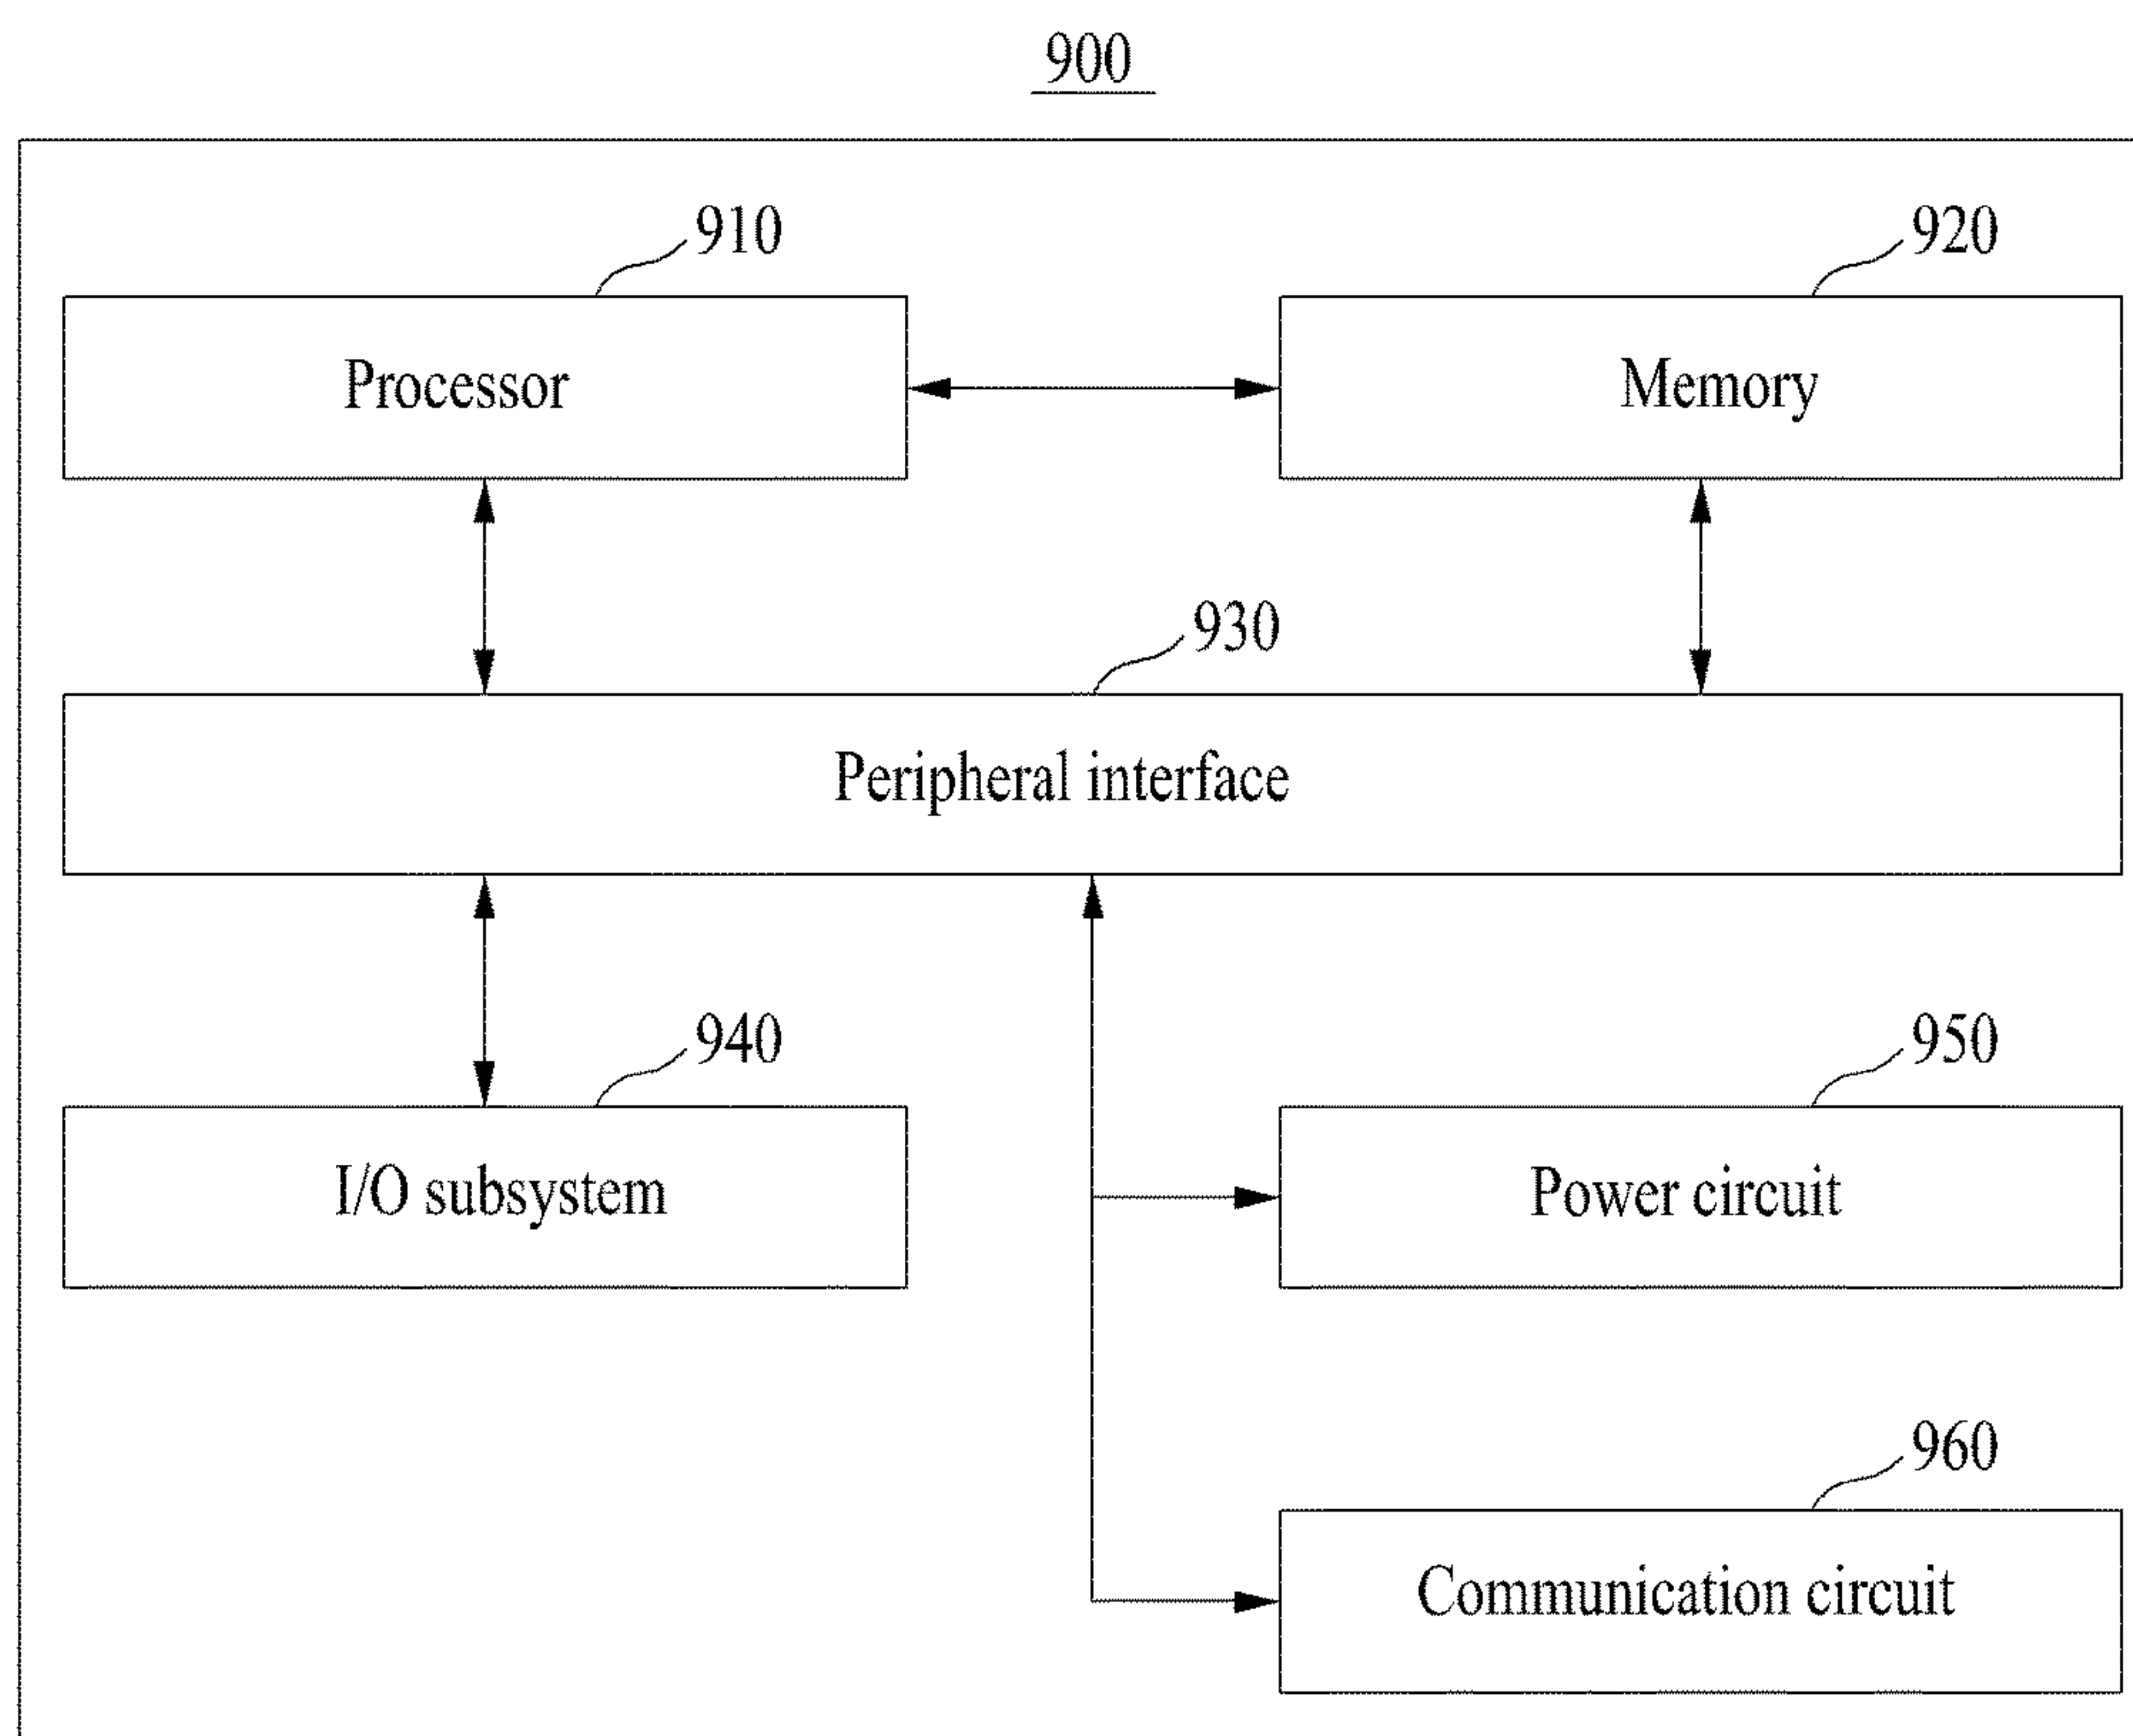 900
910
920
Processor
Memory
930
Peripheral interface
940
950
I/O subsystem
Power circuit
960
Communication circuit